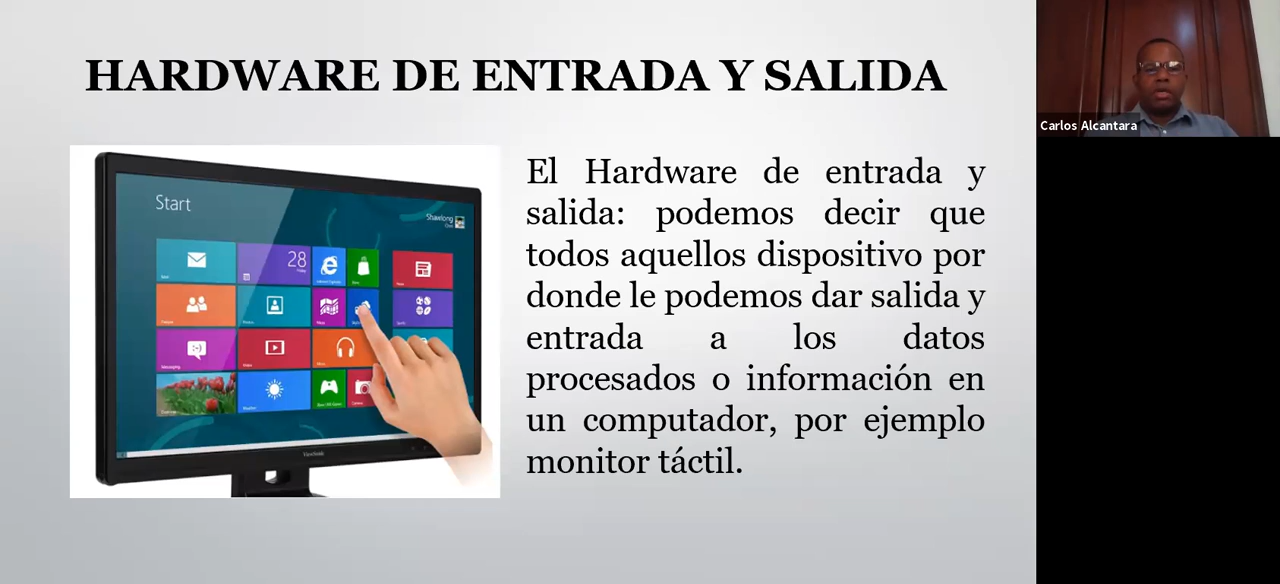 HARDWARE DE ENTRADA Y SALIDA
Carlos Alcantara
Start
28
El Hardware de entrada y
salida: podemos decir que
todos aquellos dispositivo por
donde le podemos dar salida y
entrada a los datos
procesados o información en
un computador, por ejemplo
monitor táctil.
ViewSonic